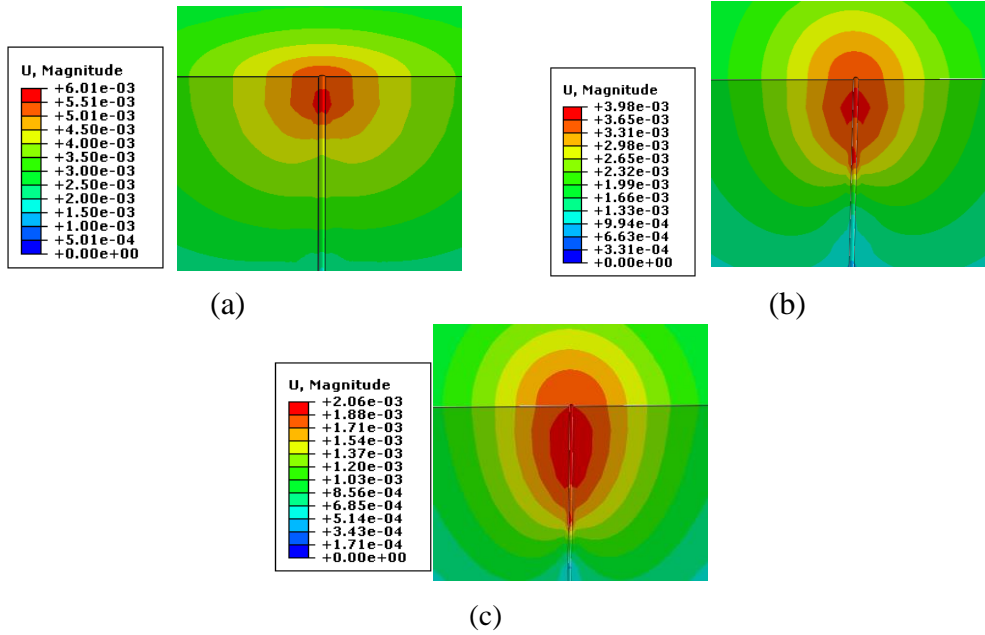 U, Magnitude
+6.01e-03
+5.51e-03
+5.01e-03
+4.50e-03
+4.00e-03
+3.50e-03
+3.00e-03
+2.50e-03
+2.00e-03
+1.50e-03
+1.00e-03
+5.01e-04
+0.00e+00
(a)
U, Magnitude
+3.98e-03
+3.65e-03
+3.31e-03
+2.98e-03
+2.65e-03
+2.32e-03
+1.99e-03
+1.66e-03
+1.33e-03
+9.94e-04
+6.63e-04
+3.31e-04
+0.00e+00
(b)
U, Magnitude
+2.06e-03
+1.88e-03
+1.71e-03
+1.54e-03
+1.37e-03
+1.20e-03
+1.03e-03
+8.56e-04
+6.85e-04
+5.14e-04
+3.43e-04
+1.71e-04
+0.00e+00
(c)